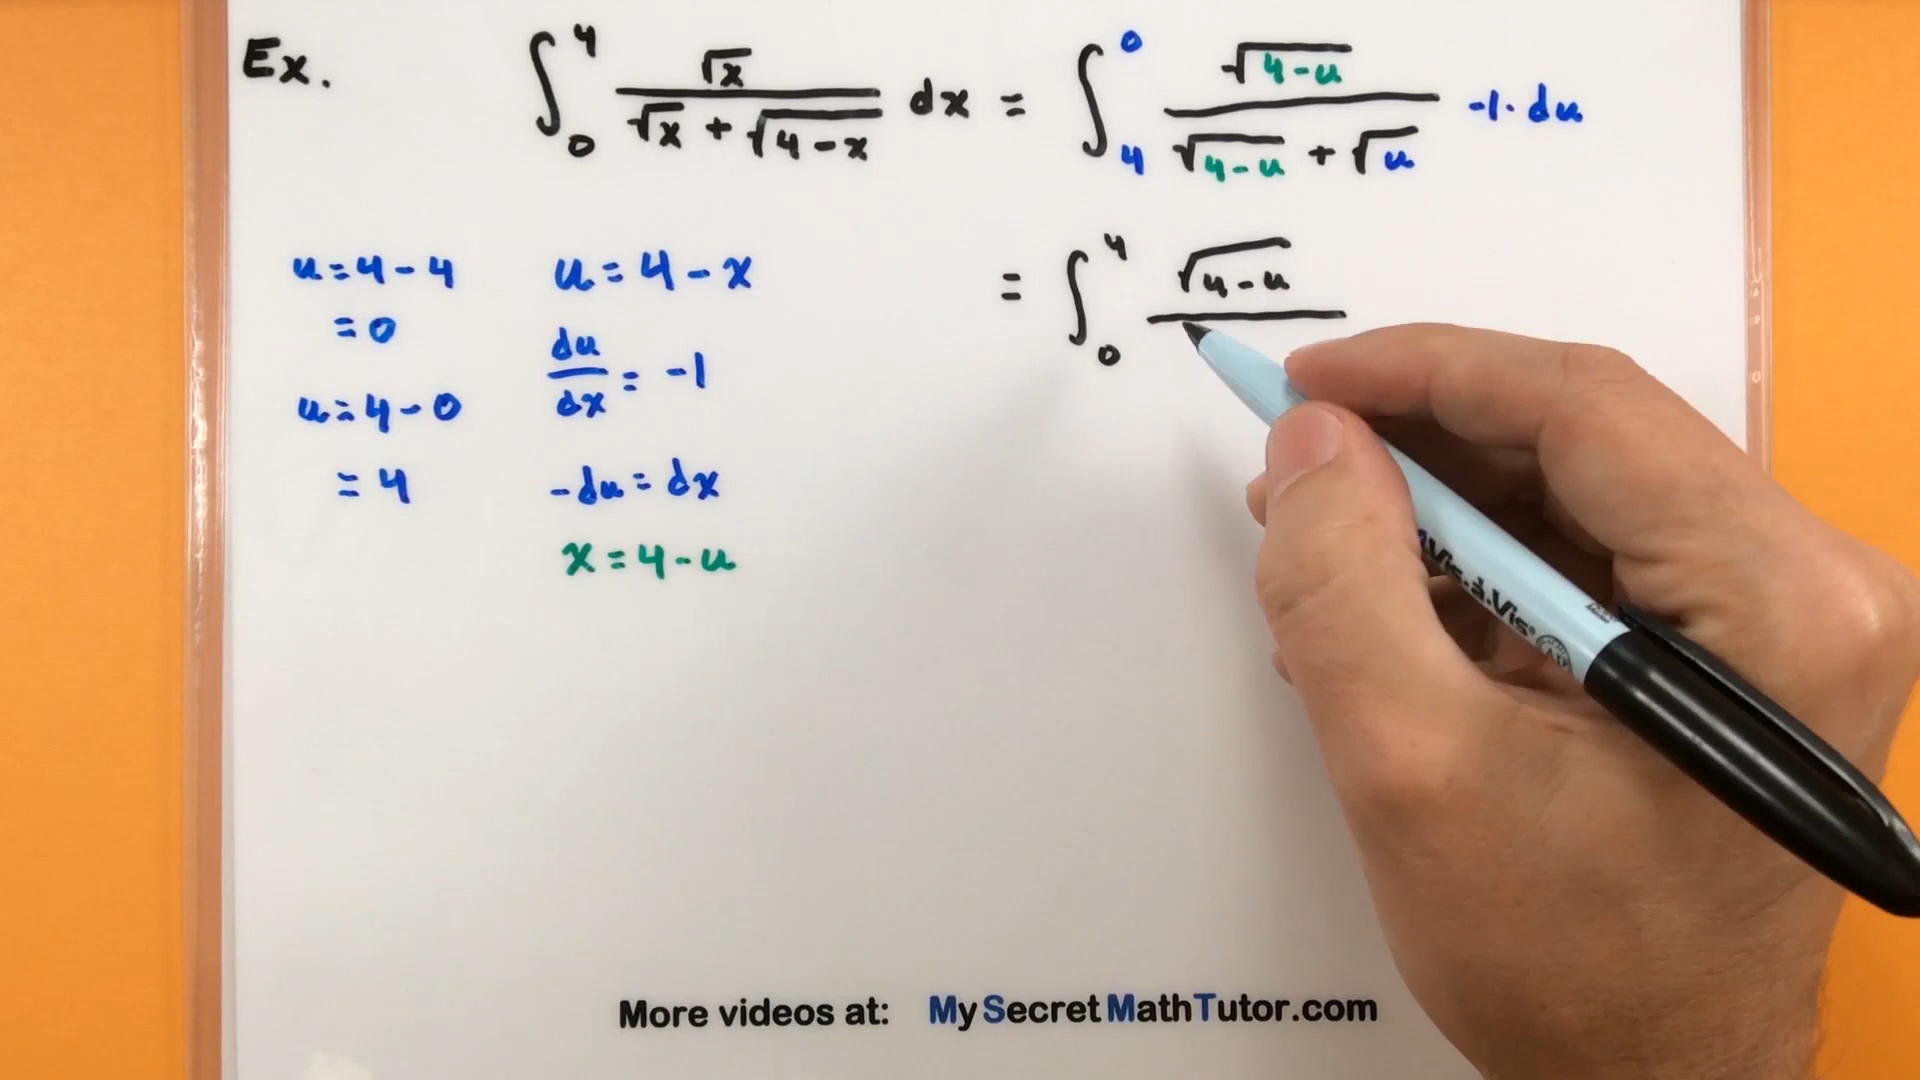 Ex. ∫₀⁴ √x / (√x + √(4-x)) dx = ∫₄⁰ √(4-u) / (√(4-u) + √u) -1·du
= ∫₀⁴ √(4-u)
u=4-4
=0
u=4-0
=4
u=4-x
du/dx = -1
-du=dx
x=4-u
Vis.à.Vis®
More videos at: MySecretMathTutor.com